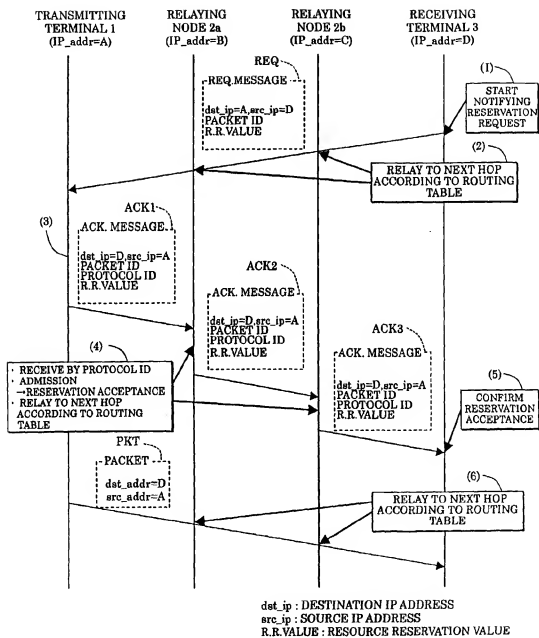 TRANSMITTING
TERMINAL 1
(IP_addr=A)
RELAYING
NODE 2a
(IP_addr=B)
RELAYING
NODE 2b
(IP_addr=C)
RECEIVING
TERMINAL 3
(IP_addr=D)
REQ
REQ.MESSAGE
dst_ip=A,src_ip=D
PACKET ID
R.R.VALUE
(1)
START
NOTIFYING
RESERVATION
REQUEST
(2)
RELAY TO NEXT HOP
ACCORDING TO ROUTING
TABLE
(3)
ACK1
ACK. MESSAGE
dst_ip=D,src_ip=A
PACKET ID
PROTOCOL ID
R.R.VALUE
ACK2
ACK. MESSAGE
dst_ip=D,src_ip=A
PACKET ID
PROTOCOL ID
R.R.VALUE
ACK3
ACK. MESSAGE
dst_ip=D,src_ip=A
PACKET ID
PROTOCOL ID
R.R.VALUE
(4)
· RECEIVE BY PROTOCOL ID
· ADMISSION
→RESERVATION ACCEPTANCE
· RELAY TO NEXT HOP
ACCORDING TO ROUTING
TABLE
(5)
CONFIRM
RESERVATION
ACCEPTANCE
PKT
PACKET
dst_addr=D
src_addr=A
(6)
RELAY TO NEXT HOP
ACCORDING TO ROUTING
TABLE
dst_ip : DESTINATION IP ADDRESS
src_ip : SOURCE IP ADDRESS
R.R.VALUE : RESOURCE RESERVATION VALUE